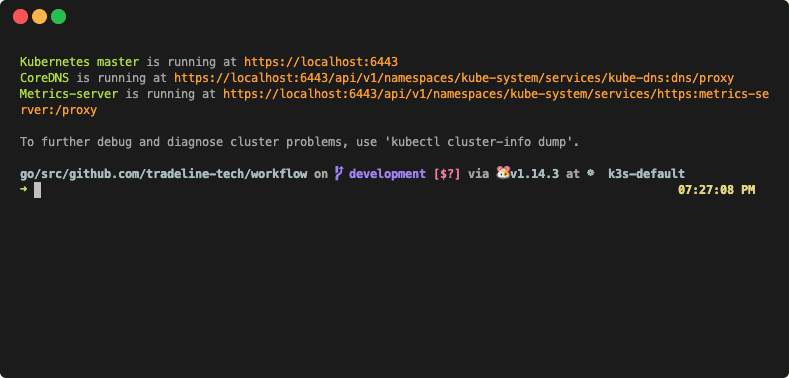 Kubernetes master is running at https://localhost:6443
CoreDNS is running at https://localhost:6443/api/v1/namespaces/kube-system/services/kube-dns:dns/proxy
Metrics-server is running at https://localhost:6443/api/v1/namespaces/kube-system/services/https:metrics-se
rver:/proxy
To further debug and diagnose cluster problems, use 'kubectl cluster-info dump'.
go/src/github.com/tradeline-tech/workflow on development [$?] via 🐹v1.14.3 at ☸ k3s-default
➜ 07:27:08 PM